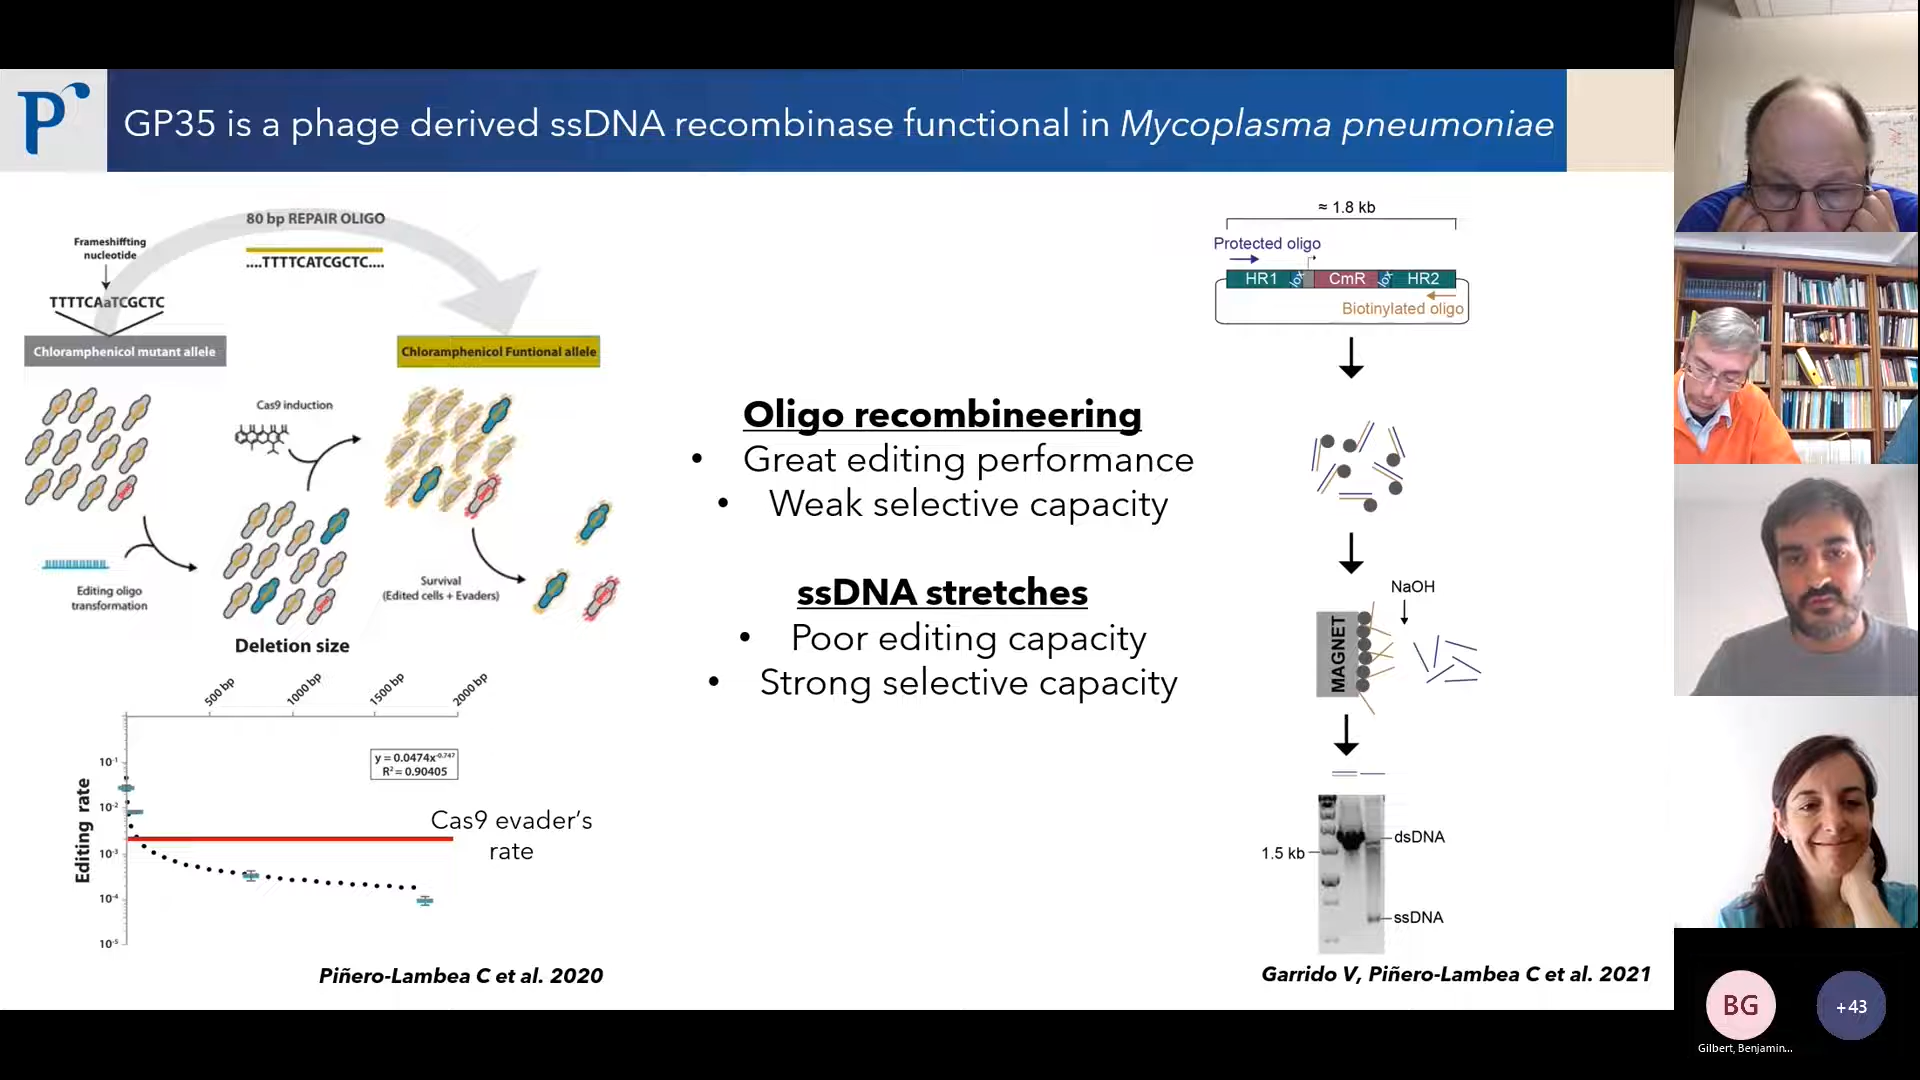 GP35 is a phage derived ssDNA recombinase functional in Mycoplasma pneumoniae
80 bp REPAIR OLIGO
....TTTTCATCGCTC....
Frameshiffting
nucleotide
TTTTCAaTCGCTC
Chloramphenicol mutant allele
Chloramphenicol Funtional allele
Cas9 induction
Editing oligo
transformation
Survival
(Edited cells + Evaders)
Deletion size
500 bp
1000 bp
1500 bp
2000 bp
Editing rate
10⁻¹
10⁻²
10⁻³
10⁻⁴
10⁻⁵
y = 0.0474x⁻⁰·⁷⁴⁷
R² = 0.90405
Cas9 evader's
rate
Piñero-Lambea C et al. 2020
Oligo recombineering
• Great editing performance
• Weak selective capacity
ssDNA stretches
• Poor editing capacity
• Strong selective capacity
≈ 1.8 kb
Protected oligo
HR1 lox CmR lox HR2
Biotinylated oligo
NaOH
MAGNET
dsDNA
1.5 kb
ssDNA
Garrido V, Piñero-Lambea C et al. 2021
BG
+43
Gilbert, Benjamin...